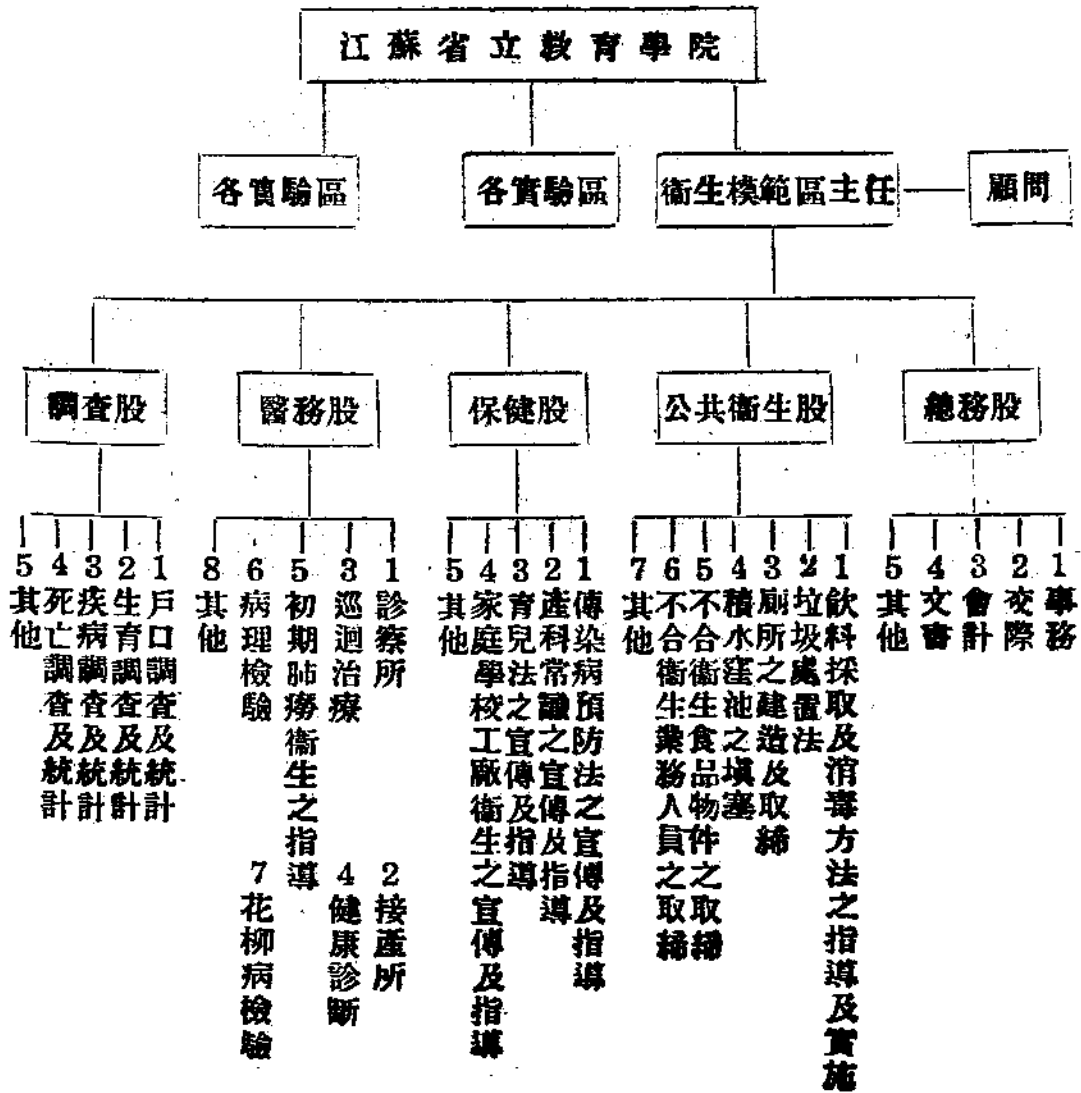 江蘇省立教育學院
各實驗區
各實驗區
衞生模範區主任
顧問
調查股
醫務股
保健股
公共衞生股
總務股
1事務
2交際
3會計
4文書
5其他
1飲料採取及消毒方法之指導及實施
2垃圾處置法
3廁所之建造及取締
4積水窪池之塡塞
5不合衞生食品物件之取締
6不合衞生業務人員之取締
7其他
1傳染病預防法之宣傳及指導
2產科常識之宣傳及指導
3育兒法之宣傳及指導
4家庭學校工廠衞生之宣傳及指導
5其他
1診察所
2接產所
3巡迴治療
4健康診斷
5初期肺癆衞生之指導
6病理檢驗
7花柳病檢驗
8其他
1戶口調查及統計
2生育調查及統計
3疾病調查及統計
4死亡調查及統計
5其他